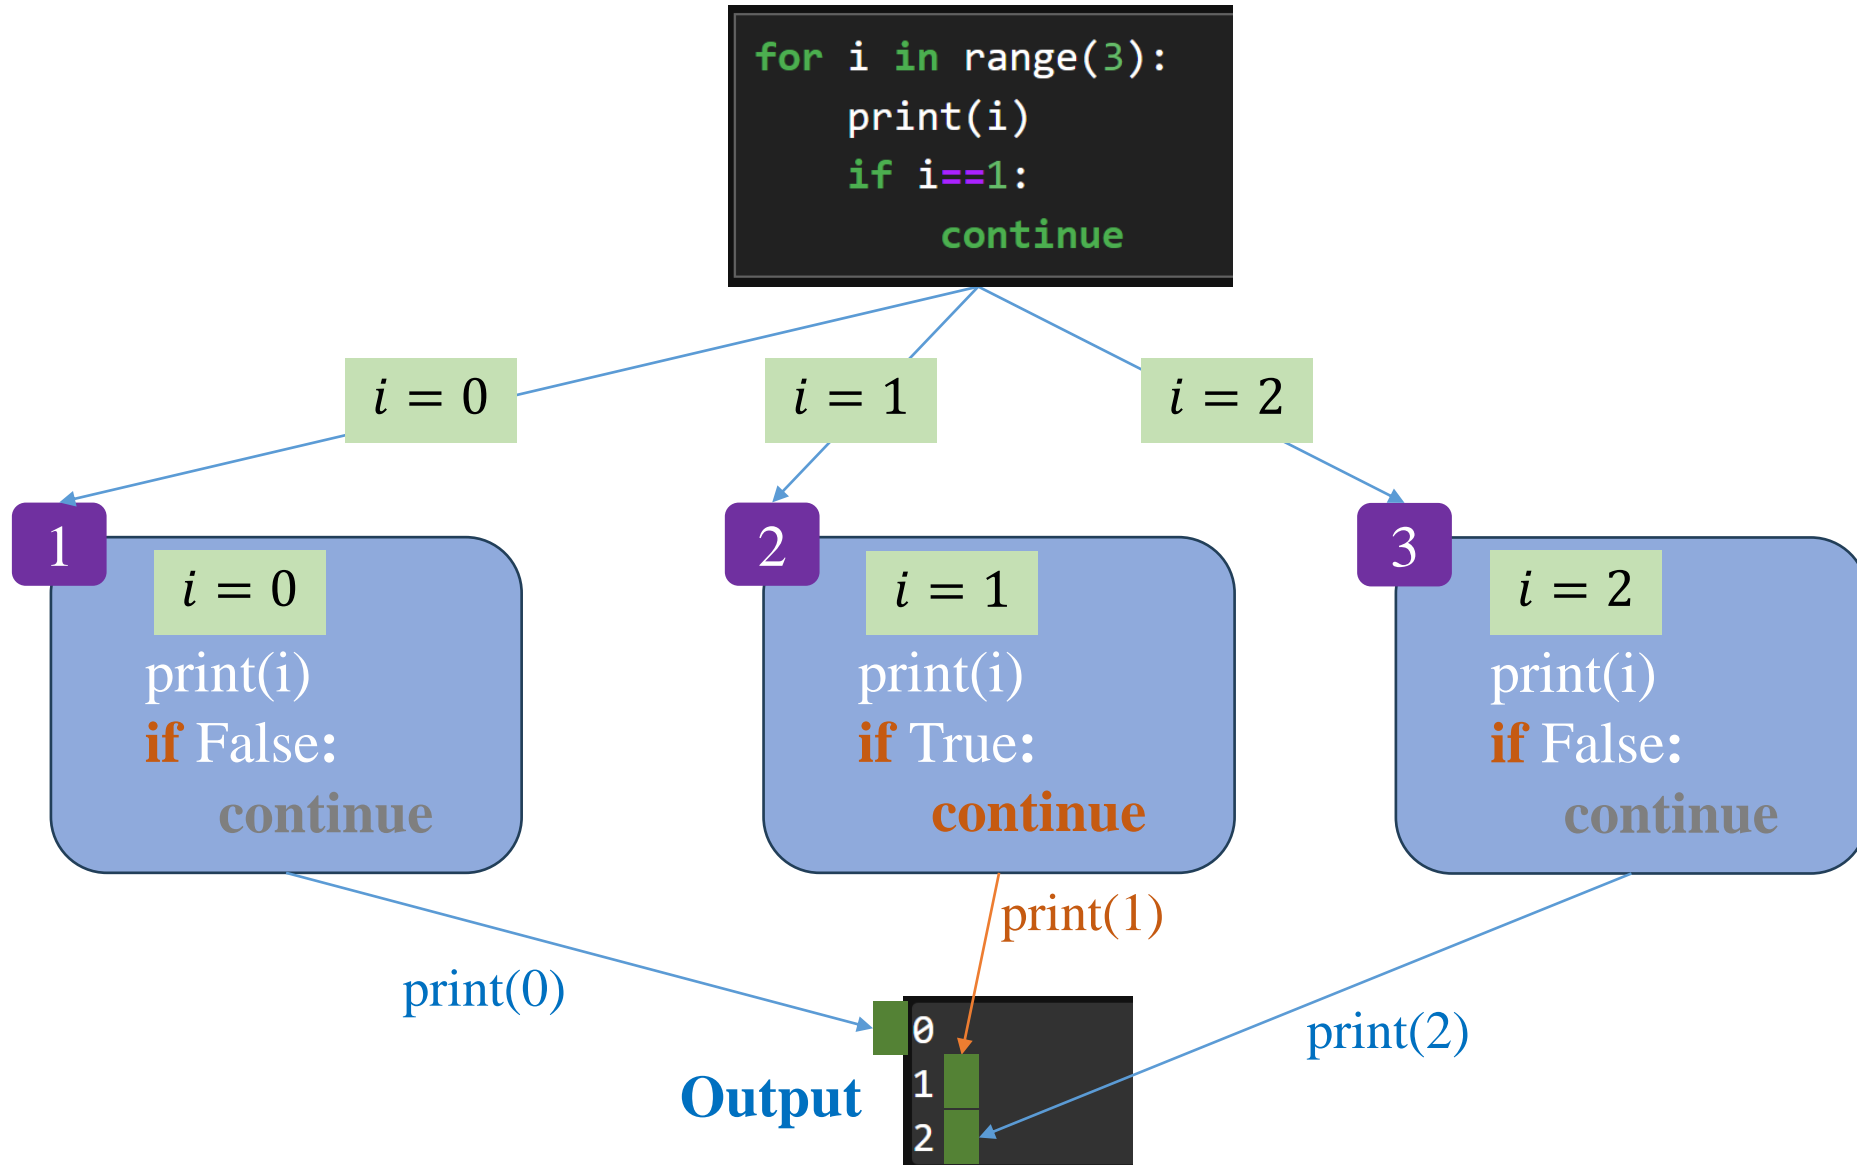 for i in range(3):
print(i)
if i==1:
continue
i = 0
i = 1
i = 2
1
i = 0
print(i)
if False:
continue
2
i = 1
print(i)
if True:
continue
3
i = 2
print(i)
if False:
continue
print(0)
print(1)
print(2)
Output
0
1
2